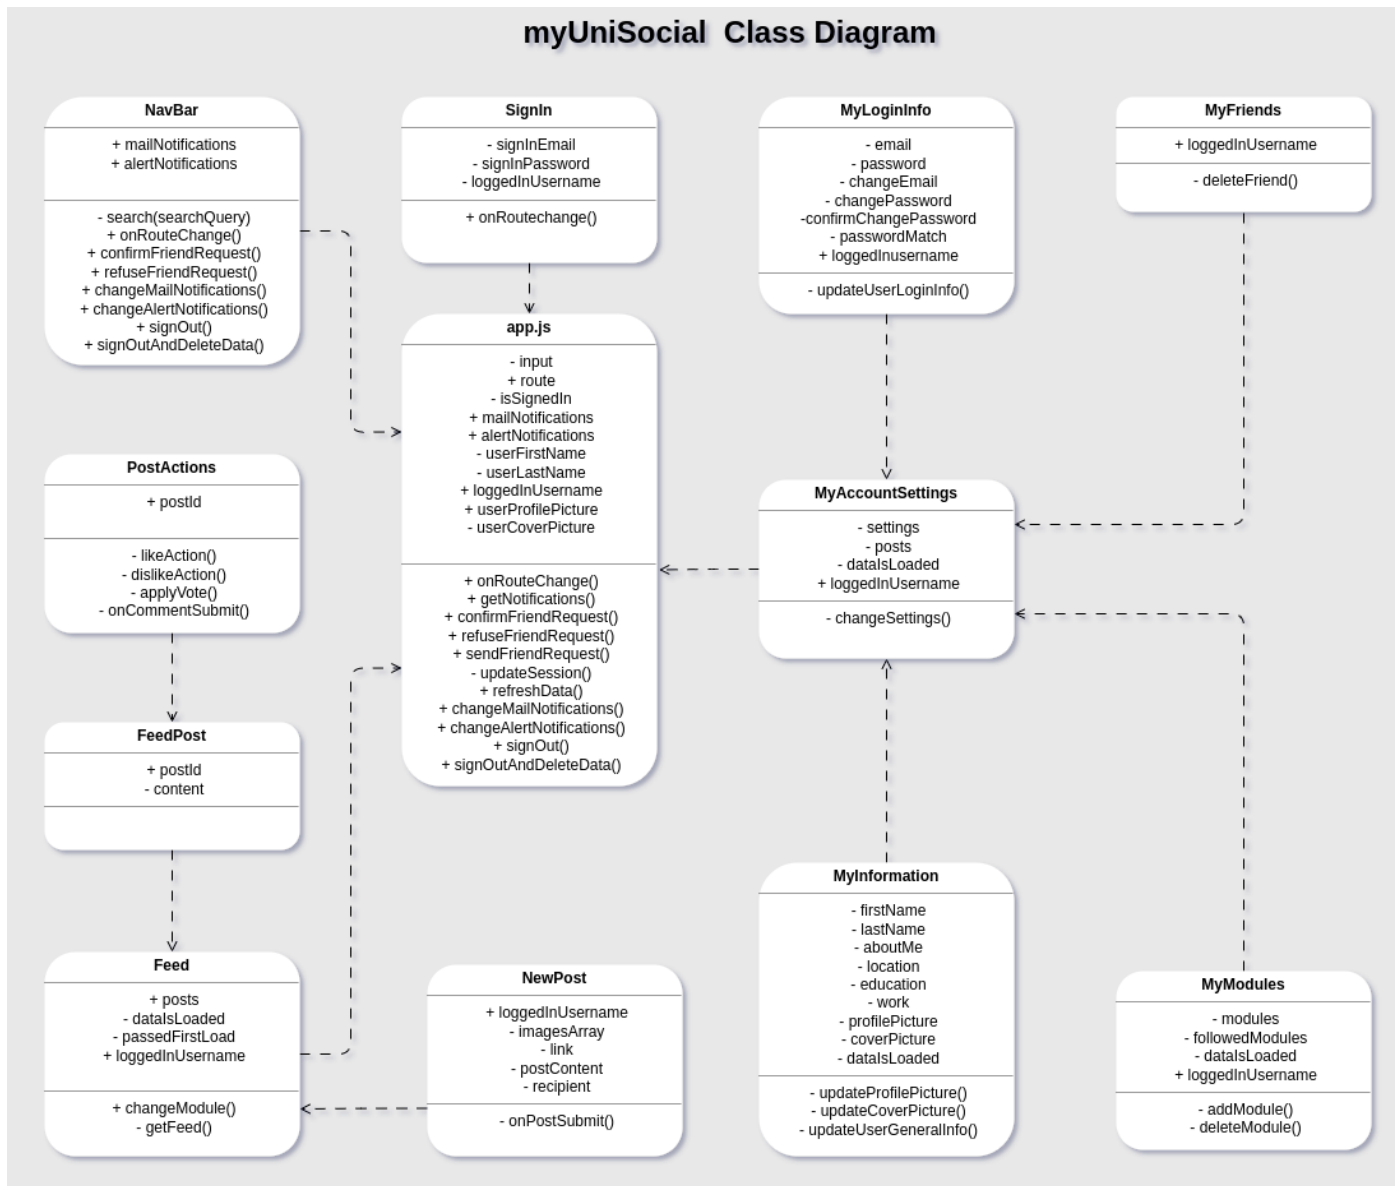 myUniSocial  Class Diagram
NavBar
+ mailNotifications
+ alertNotifications
- search(searchQuery)
+ onRouteChange()
+ confirmFriendRequest()
+ refuseFriendRequest()
+ changeMailNotifications()
+ changeAlertNotifications()
+ signOut()
+ signOutAndDeleteData()
SignIn
- signInEmail
- signInPassword
- loggedInUsername
+ onRoutechange()
MyLoginInfo
- email
- password
- changeEmail
- changePassword
-confirmChangePassword
- passwordMatch
+ loggedInusername
- updateUserLoginInfo()
MyFriends
+ loggedInUsername
- deleteFriend()
app.js
- input
+ route
- isSignedIn
+ mailNotifications
+ alertNotifications
- userFirstName
- userLastName
+ loggedInUsername
+ userProfilePicture
- userCoverPicture
+ onRouteChange()
+ getNotifications()
+ confirmFriendRequest()
+ refuseFriendRequest()
+ sendFriendRequest()
- updateSession()
+ refreshData()
+ changeMailNotifications()
+ changeAlertNotifications()
+ signOut()
+ signOutAndDeleteData()
PostActions
+ postId
- likeAction()
- dislikeAction()
- applyVote()
- onCommentSubmit()
MyAccountSettings
- settings
- posts
- dataIsLoaded
+ loggedInUsername
- changeSettings()
FeedPost
+ postId
- content
Feed
+ posts
- dataIsLoaded
- passedFirstLoad
+ loggedInUsername
+ changeModule()
- getFeed()
NewPost
+ loggedInUsername
- imagesArray
- link
- postContent
- recipient
- onPostSubmit()
MyInformation
- firstName
- lastName
- aboutMe
- location
- education
- work
- profilePicture
- coverPicture
- dataIsLoaded
- updateProfilePicture()
- updateCoverPicture()
- updateUserGeneralInfo()
MyModules
- modules
- followedModules
- dataIsLoaded
+ loggedInUsername
- addModule()
- deleteModule()